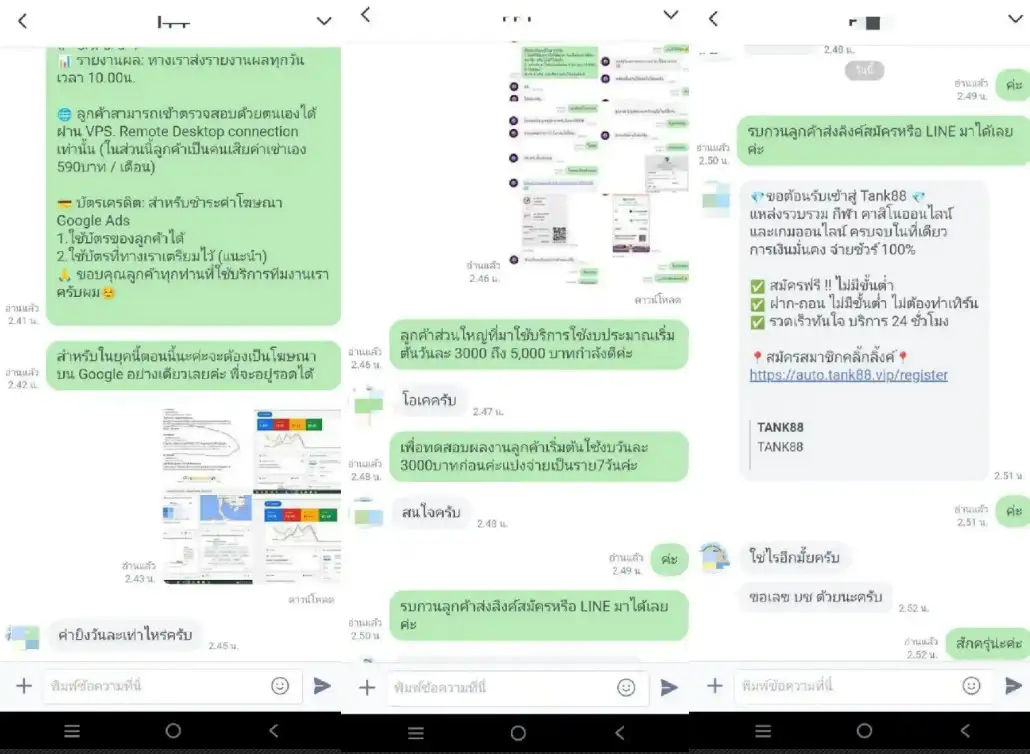 📊 รายงานผล: ทางเราส่งรายงานผลทุกวัน
เวลา 10.00น.
🌐 ลูกค้าสามารถเข้าตรวจสอบด้วยตนเองได้
ผ่าน VPS. Remote Desktop connection
เท่านั้น (ในส่วนนี้ลูกค้าเป็นคนเสียค่าเช่าเอง
590บาท / เดือน)
💳 บัตรเครดิต: สำหรับชำระค่าโฆษณา
Google Ads
1.ใช้บัตรของลูกค้าได้
2.ใช้บัตรที่ทางเราเตรียมไว้ (แนะนำ)
🙏 ขอบคุณลูกค้าทุกท่านที่ใช้บริการทีมงานเรา
ครับผม☺️
อ่านแล้ว
2.41 น.
สำหรับในยุคนี้ตอนนี้นะค่ะจะต้องเป็นโฆษณา
บน Google อย่างเดียวเลยค่ะ ที่จะอยู่รอดได้
อ่านแล้ว
2.42 น.
อ่านแล้ว
2.43 น.
ดาวน์โหลด
ค่ายิงวันละเท่าไหร่ครับ
2.45 น.
พิมพ์ข้อความที่นี่
อ่านแล้ว
2.46 น.
ดาวน์โหลด
ลูกค้าส่วนใหญ่ที่มาใช้บริการใช้งบประมาณเริ่ม
ต้นวันละ 3000 ถึง 5,000 บาทกำลังดีค่ะ
อ่านแล้ว
2.46 น.
โอเคครับ
2.47 น.
เพื่อทดสอบผลงานลูกค้าเริ่มต้นใช้งบวันละ
3000บาทก่อนค่ะแบ่งจ่ายเป็นราย7วันค่ะ
อ่านแล้ว
2.48 น.
สนใจครับ
2.48 น.
ค่ะ
อ่านแล้ว
2.49 น.
รบกวนลูกค้าส่งลิงค์สมัครหรือ LINE มาได้เลย
ค่ะ
อ่านแล้ว
2.50 น.
พิมพ์ข้อความที่นี่
2.48 น.
วันนี้
ค่ะ
อ่านแล้ว
2.49 น.
รบกวนลูกค้าส่งลิงค์สมัครหรือ LINE มาได้เลย
ค่ะ
อ่านแล้ว
2.50 น.
💎ขอต้อนรับเข้าสู่ Tank88 💎
แหล่งรวบรวม กีฬา คาสิโนออนไลน์
และเกมออนไลน์ ครบจบในที่เดียว
การเงินมั่นคง จ่ายชัวร์ 100%
✅ สมัครฟรี !! ไม่มีขั้นต่ำ
✅ ฝาก-ถอน ไม่มีขั้นต่ำ ไม่ต้องทำเทิร์น
✅ รวดเร็วทันใจ บริการ 24 ชั่วโมง
📍สมัครสมาชิกคลิ้กลิ้งค์📍
https://auto.tank88.vip/register
TANK88
TANK88
2.51 น.
ค่ะ
อ่านแล้ว
2.51 น.
ใช่ไรอีกมั้ยครับ
ขอเลข บช ด้วยนะครับ
2.52 น.
สักครู่นะค่ะ
อ่านแล้ว
2.52 น.
พิมพ์ข้อความที่นี่